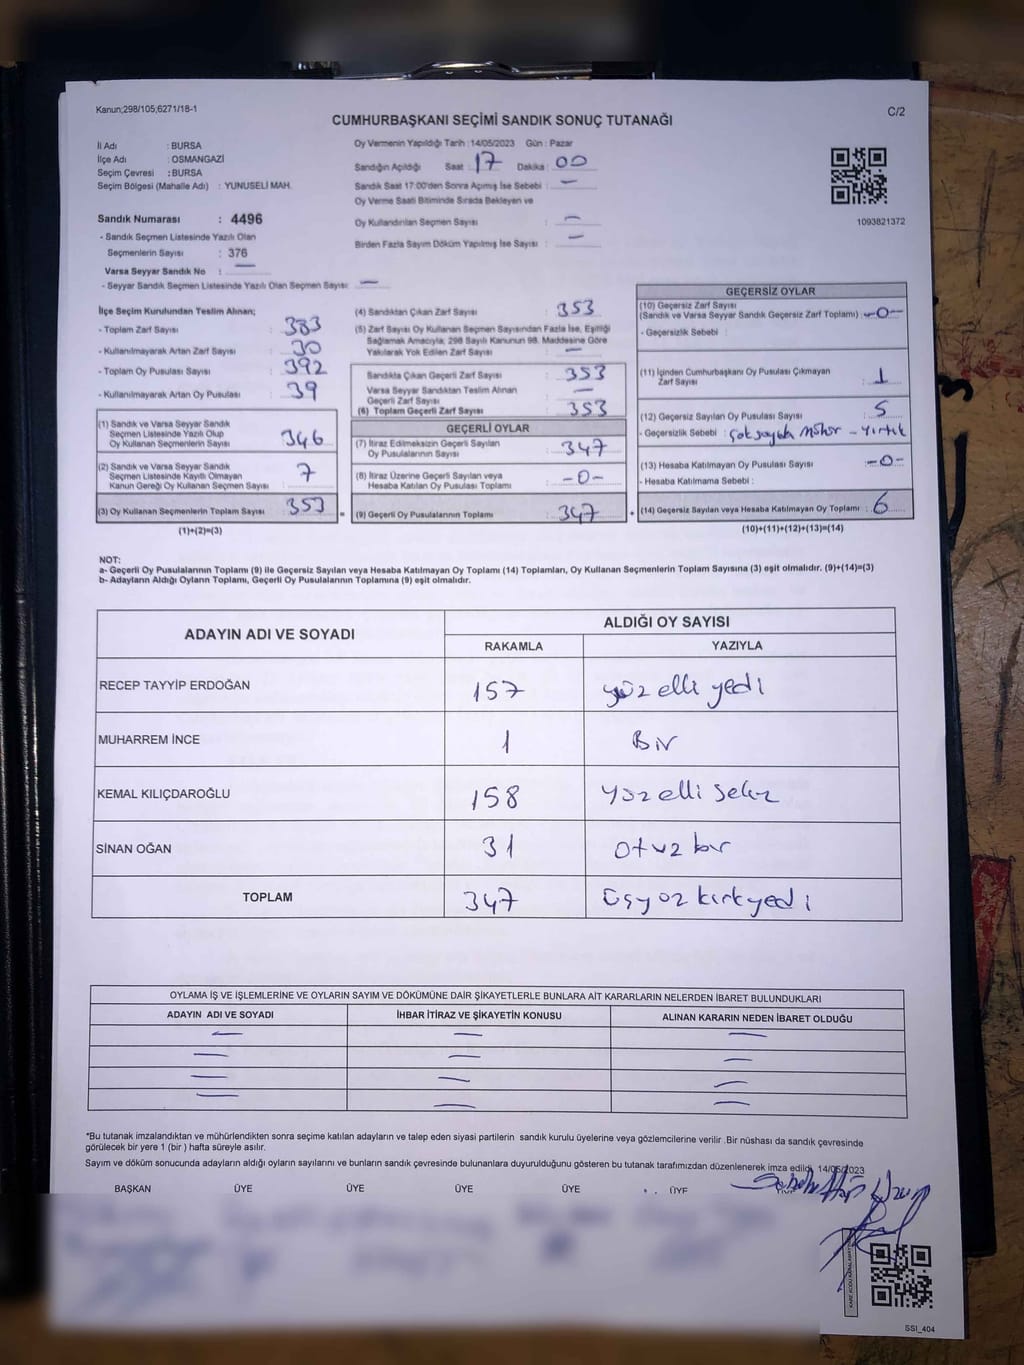 Kanun;298/105;6271/18-1
C/2
CUMHURBAŞKANI SEÇİMİ SANDIK SONUÇ TUTANAĞI
İl Adı : BURSA
İlçe Adı : OSMANGAZİ
Seçim Çevresi : BURSA
Seçim Bölgesi (Mahalle Adı) : YUNUSELİ MAH.
Sandık Numarası : 4496
- Sandık Seçmen Listesinde Yazılı Olan
Seçmenlerin Sayısı : 376
Varsa Seyyar Sandık No : —
- Seyyar Sandık Seçmen Listesinde Yazılı Olan Seçmen Sayısı: —
Oy Vermenin Yapıldığı Tarih : 14/05/2023 Gün : Pazar
Sandığın Açıldığı Saat : 17 Dakika : 00
Sandık Saat 17:00'den Sonra Açılmış İse Sebebi : —
Oy Verme Saati Bitiminde Sırada Bekleyen ve
Oy Kullandırılan Seçmen Sayısı : —
Birden Fazla Sayım Döküm Yapılmış İse Sayısı : —
1093821372
İlçe Seçim Kurulundan Teslim Alınan;
- Toplam Zarf Sayısı : 383
- Kullanılmayarak Artan Zarf Sayısı : 30
- Toplam Oy Pusulası Sayısı : 392
- Kullanılmayarak Artan Oy Pusulası : 39
(1) Sandık ve Varsa Seyyar Sandık
Seçmen Listesinde Yazılı Olup
Oy Kullanan Seçmenlerin Sayısı : 346
(2) Sandık ve Varsa Seyyar Sandık
Seçmen Listesinde Kayıtlı Olmayan
Kanun Gereği Oy Kullanan Seçmen Sayısı : 7
(3) Oy Kullanan Seçmenlerin Toplam Sayısı : 353 =
(1)+(2)=(3)
(4) Sandıktan Çıkan Zarf Sayısı : 353
(5) Zarf Sayısı Oy Kullanan Seçmen Sayısından Fazla İse, Eşitliği
Sağlamak Amacıyla; 298 Sayılı Kanunun 98. Maddesine Göre
Yakılarak Yok Edilen Zarf Sayısı : —
Sandıkta Çıkan Geçerli Zarf Sayısı : 353
Varsa Seyyar Sandıktan Teslim Alınan
Geçerli Zarf Sayısı : —
(6) Toplam Geçerli Zarf Sayısı : 353
GEÇERLİ OYLAR
(7) İtiraz Edilmeksizin Geçerli Sayılan
Oy Pusulalarının Sayısı : 347
(8) İtiraz Üzerine Geçerli Sayılan veya
Hesaba Katılan Oy Pusulası Toplamı : -0-
(9) Geçerli Oy Pusulalarının Toplamı : 347 +
GEÇERSİZ OYLAR
(10) Geçersiz Zarf Sayısı
(Sandık ve Varsa Seyyar Sandık Geçersiz Zarf Toplamı) : -0-
- Geçersizlik Sebebi :
(11) İçinden Cumhurbaşkanı Oy Pusulası Çıkmayan
Zarf Sayısı : 1
(12) Geçersiz Sayılan Oy Pusulası Sayısı : 5
- Geçersizlik Sebebi : Çok sayıda Mühür - Yırtık
(13) Hesaba Katılmayan Oy Pusulası Sayısı : -0-
- Hesaba Katılmama Sebebi :
(14) Geçersiz Sayılan veya Hesaba Katılmayan Oy Toplamı : 6
(10)+(11)+(12)+(13)=(14)
NOT:
a- Geçerli Oy Pusulalarının Toplamı (9) ile Geçersiz Sayılan veya Hesaba Katılmayan Oy Toplamı (14) Toplamları, Oy Kullanan Seçmenlerin Toplam Sayısına (3) eşit olmalıdır. (9)+(14)=(3)
b- Adayların Aldığı Oyların Toplamı, Geçerli Oy Pusulalarının Toplamına (9) eşit olmalıdır.
ADAYIN ADI VE SOYADI
ALDIĞI OY SAYISI
RAKAMLA YAZIYLA
RECEP TAYYİP ERDOĞAN 157 yüz elli yedi
MUHARREM İNCE 1 Bir
KEMAL KILIÇDAROĞLU 158 yüz elli sekiz
SİNAN OĞAN 31 otuz bir
TOPLAM 347 üçyüz kırkyedi
OYLAMA İŞ VE İŞLEMLERİNE VE OYLARIN SAYIM VE DÖKÜMÜNE DAİR ŞİKAYETLERLE BUNLARA AİT KARARLARIN NELERDEN İBARET BULUNDUKLARI
ADAYIN ADI VE SOYADI İHBAR İTİRAZ VE ŞİKAYETİN KONUSU ALINAN KARARIN NEDEN İBARET OLDUĞU
— — —
— — —
— — —
— — —
*Bu tutanak imzalandıktan ve mühürlendikten sonra seçime katılan adayların ve talep eden siyasi partilerin sandık kurulu üyelerine veya gözlemcilerine verilir .Bir nüshası da sandık çevresinde
görülecek bir yere 1 (bir ) hafta süreyle asılır.
Sayım ve döküm sonucunda adayların aldığı oyların sayılarını ve bunların sandık çevresinde bulunanlara duyurulduğunu gösteren bu tutanak tarafımızdan düzenlenerek imza edildi. 14/05/2023
BAŞKAN ÜYE ÜYE ÜYE ÜYE ÜYE
SSI_404